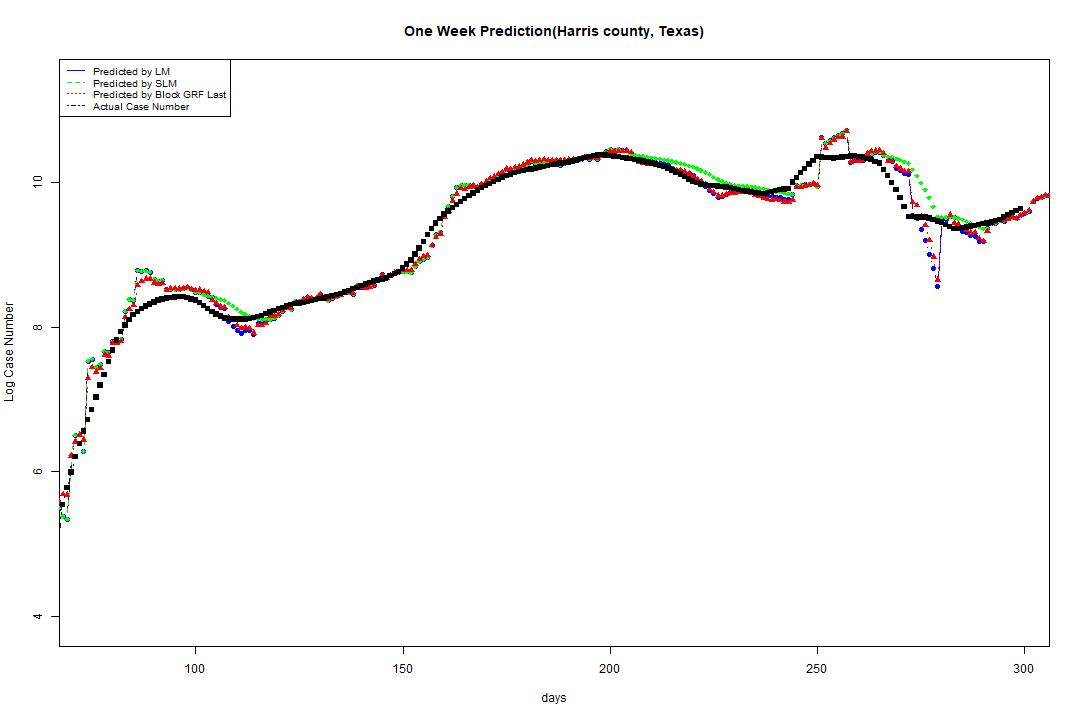 One Week Prediction(Harris county, Texas)
Predicted by LM
Predicted by SLM
Predicted by Block GRF Last
Actual Case Number
Log Case Number
10
8
6
4
100 150 200 250 300
days